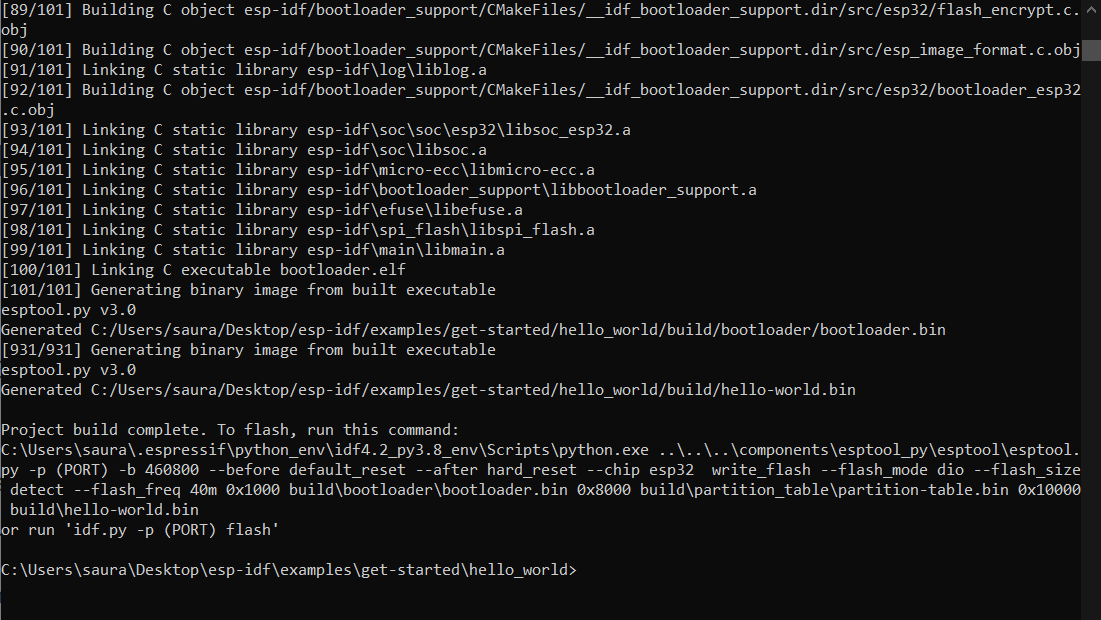 [89/101] Building C object esp-idf/bootloader_support/CMakeFiles/__idf_bootloader_support.dir/src/esp32/flash_encrypt.c.
obj
[90/101] Building C object esp-idf/bootloader_support/CMakeFiles/__idf_bootloader_support.dir/src/esp_image_format.c.obj
[91/101] Linking C static library esp-idf\log\liblog.a
[92/101] Building C object esp-idf/bootloader_support/CMakeFiles/__idf_bootloader_support.dir/src/esp32/bootloader_esp32
.c.obj
[93/101] Linking C static library esp-idf\soc\soc\esp32\libsoc_esp32.a
[94/101] Linking C static library esp-idf\soc\libsoc.a
[95/101] Linking C static library esp-idf\micro-ecc\libmicro-ecc.a
[96/101] Linking C static library esp-idf\bootloader_support\libbootloader_support.a
[97/101] Linking C static library esp-idf\efuse\libefuse.a
[98/101] Linking C static library esp-idf\spi_flash\libspi_flash.a
[99/101] Linking C static library esp-idf\main\libmain.a
[100/101] Linking C executable bootloader.elf
[101/101] Generating binary image from built executable
esptool.py v3.0
Generated C:/Users/saura/Desktop/esp-idf/examples/get-started/hello_world/build/bootloader/bootloader.bin
[931/931] Generating binary image from built executable
esptool.py v3.0
Generated C:/Users/saura/Desktop/esp-idf/examples/get-started/hello_world/build/hello-world.bin

Project build complete. To flash, run this command:
C:\Users\saura\.espressif\python_env\idf4.2_py3.8_env\Scripts\python.exe ..\..\..\components\esptool_py\esptool\esptool.
py -p (PORT) -b 460800 --before default_reset --after hard_reset --chip esp32  write_flash --flash_mode dio --flash_size
 detect --flash_freq 40m 0x1000 build\bootloader\bootloader.bin 0x8000 build\partition_table\partition-table.bin 0x10000
 build\hello-world.bin
or run 'idf.py -p (PORT) flash'

C:\Users\saura\Desktop\esp-idf\examples\get-started\hello_world>